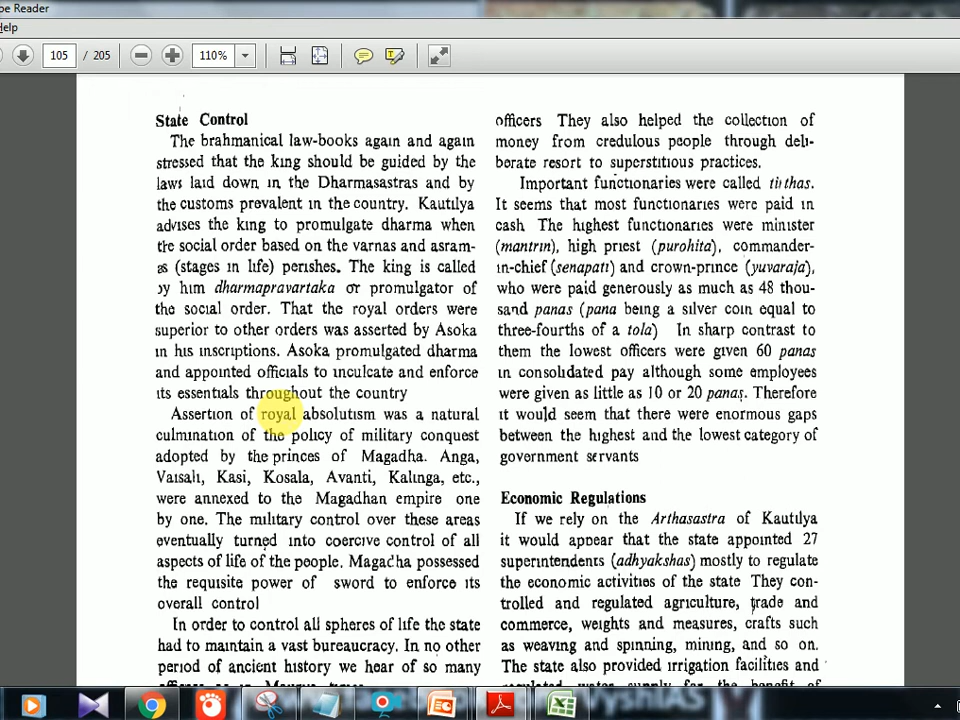 be Reader
Help
105 / 205
110%
State Control
The brahmanical law-books again and again
stressed that the king should be guided by the
laws laid down in the Dharmasastras and by
the customs prevalent in the country. Kautilya
advises the king to promulgate dharma when
the social order based on the varnas and asram-
as (stages in life) perishes. The king is called
by him dharmapravartaka or promulgator of
the social order. That the royal orders were
superior to other orders was asserted by Asoka
in his inscriptions. Asoka promulgated dharma
and appointed officials to inculcate and enforce
its essentials throughout the country
Assertion of royal absolutism was a natural
culmination of the policy of military conquest
adopted by the princes of Magadha. Anga,
Vaisali, Kasi, Kosala, Avanti, Kalinga, etc.,
were annexed to the Magadhan empire one
by one. The military control over these areas
eventually turned into coercive control of all
aspects of life of the people. Magadha possessed
the requisite power of sword to enforce its
overall control
In order to control all spheres of life the state
had to maintain a vast bureaucracy. In no other
period of ancient history we hear of so many
officers They also helped the collection of
money from credulous people through deli-
berate resort to superstitious practices.
Important functionaries were called tirthas.
It seems that most functionaries were paid in
cash The highest functionaries were minister
(mantrin), high priest (purohita), commander-
in-chief (senapati) and crown-prince (yuvaraja),
who were paid generously as much as 48 thou-
sand panas (pana being a silver coin equal to
three-fourths of a tola) In sharp contrast to
them the lowest officers were given 60 panas
in consolidated pay although some employees
were given as little as 10 or 20 panas. Therefore
it would seem that there were enormous gaps
between the highest and the lowest category of
government servants
Economic Regulations
If we rely on the Arthasastra of Kautilya
it would appear that the state appointed 27
superintendents (adhyakshas) mostly to regulate
the economic activities of the state They con-
trolled and regulated agriculture, trade and
commerce, weights and measures, crafts such
as weaving and spinning, mining, and so on.
The state also provided irrigation facilities and
regulated water supply for the benefit of